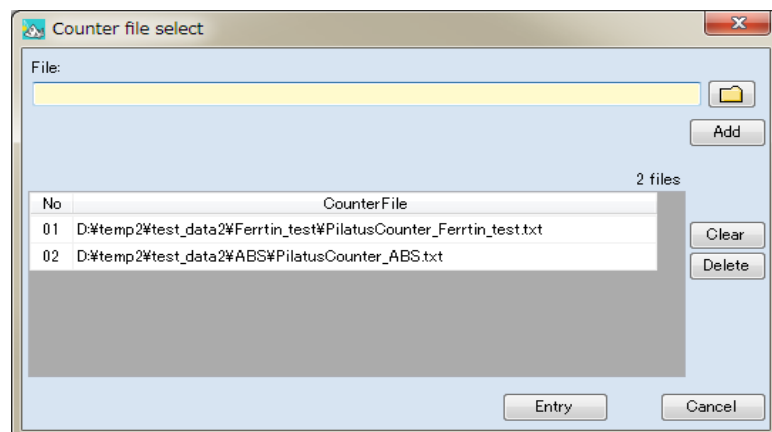 Counter file select
File:
Add
2 files
No CounterFile
01 D:¥temp2¥test_data2¥Ferrtin_test¥PilatusCounter_Ferrtin_test.txt
02 D:¥temp2¥test_data2¥ABS¥PilatusCounter_ABS.txt
Clear
Delete
Entry Cancel